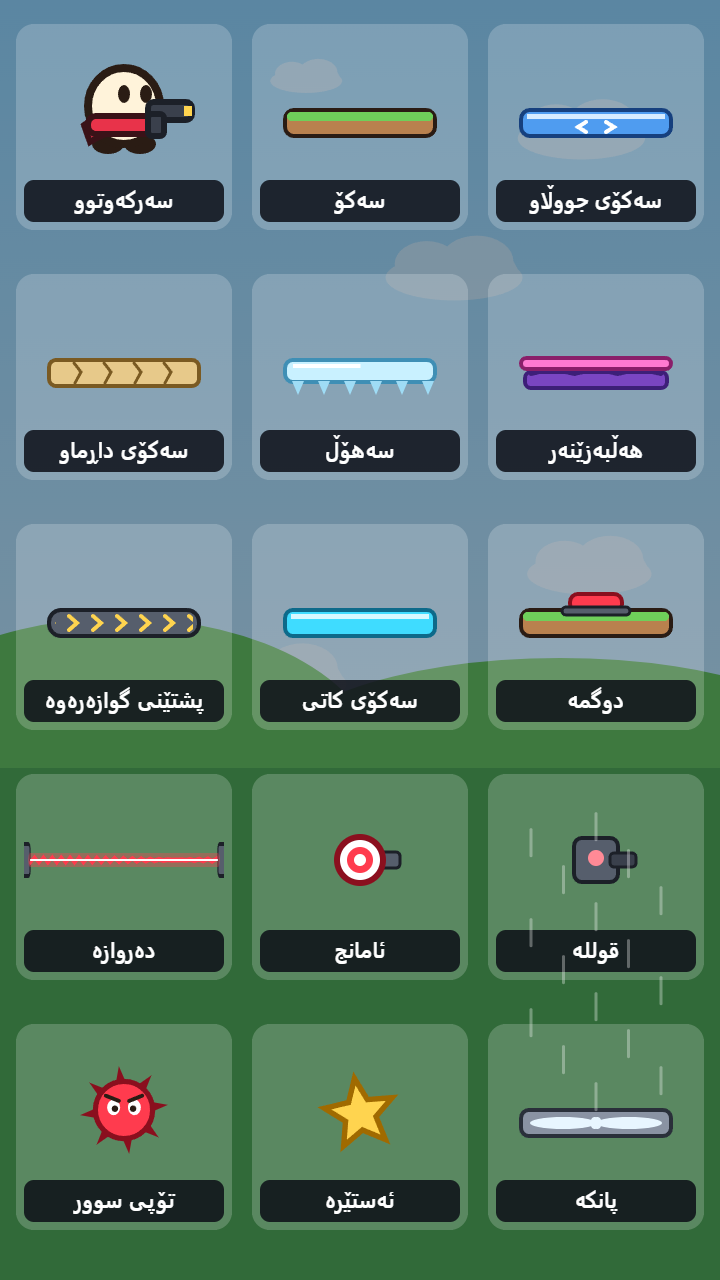 سەرکەوتوو
سەکۆ
سەکۆی جووڵاو
سەکۆی داڕماو
سەهۆڵ
هەڵبەزێنەر
پشتێنی گوازەرەوە
سەکۆی کاتی
دوگمە
دەروازە
ئامانج
قوللە
تۆپی سوور
ئەستێرە
پانکە